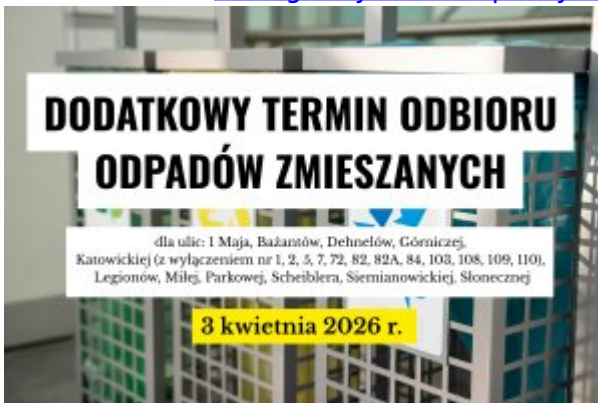 DODATKOWY TERMIN ODBIORU
ODPADÓW ZMIESZANYCH
dla ulic: 1 Maja, Bażantów, Dehnelów, Górniczej,
Katowickiej (z wyłączeniem nr 1, 2, 5, 7, 72, 82, 82A, 84, 103, 108, 109, 110),
Legionów, Miłej, Parkowej, Scheiblera, Siemianowickiej, Słonecznej
3 kwietnia 2026 r.